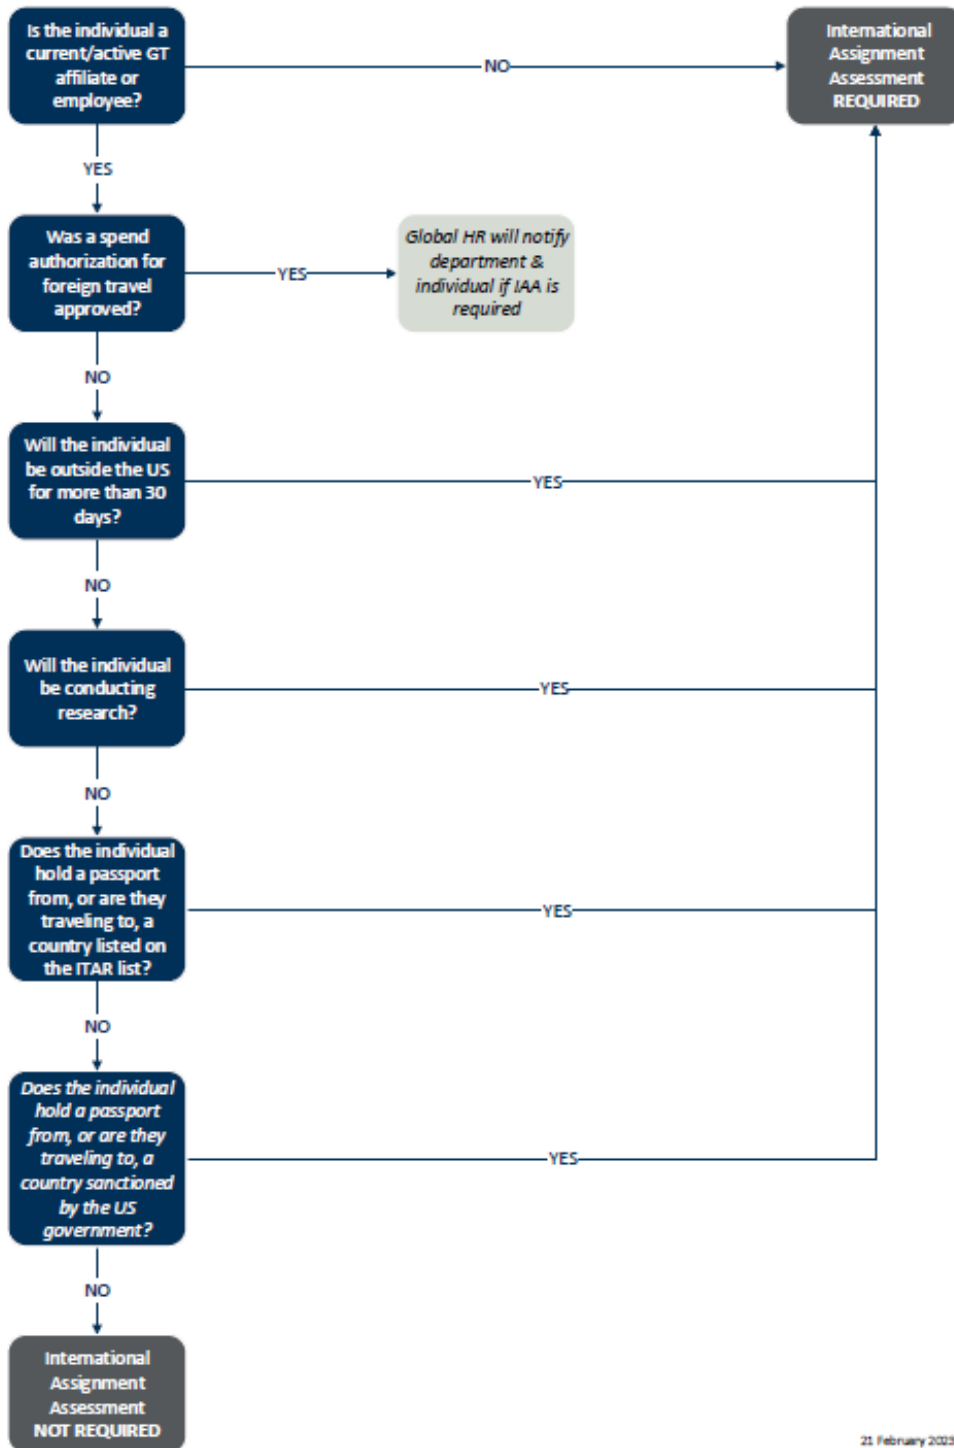 Is the individual a
current/active GT
affiliate or
employee?
NO
International
Assignment
Assessment
REQUIRED
YES
Was a spend
authorization for
foreign travel
approved?
YES
Global HR will notify
department &
individual if IAA is
required
NO
Will the individual
be outside the US
for more than 30
days?
YES
NO
Will the individual
be conducting
research?
YES
NO
Does the individual
hold a passport
from, or are they
traveling to, a
country listed on
the ITAR list?
YES
NO
Does the individual
hold a passport
from, or are they
traveling to, a
country sanctioned
by the US
government?
YES
NO
International
Assignment
Assessment
NOT REQUIRED
21 February 2023